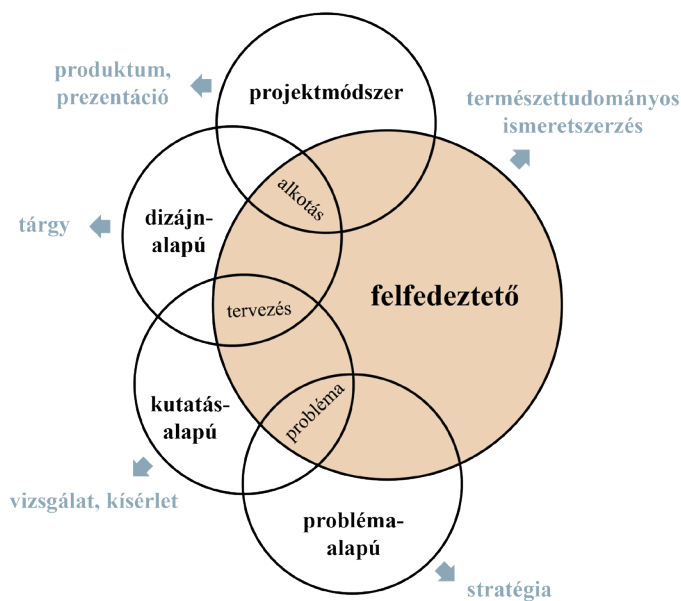 produktum,
prezentáció
projektmódszer
természettudományos
ismeretszerzés
alkotás
tárgy
dizájn-
alapú
felfedeztető
tervezés
kutatás-
alapú
probléma
vizsgálat, kísérlet
probléma-
alapú
stratégia